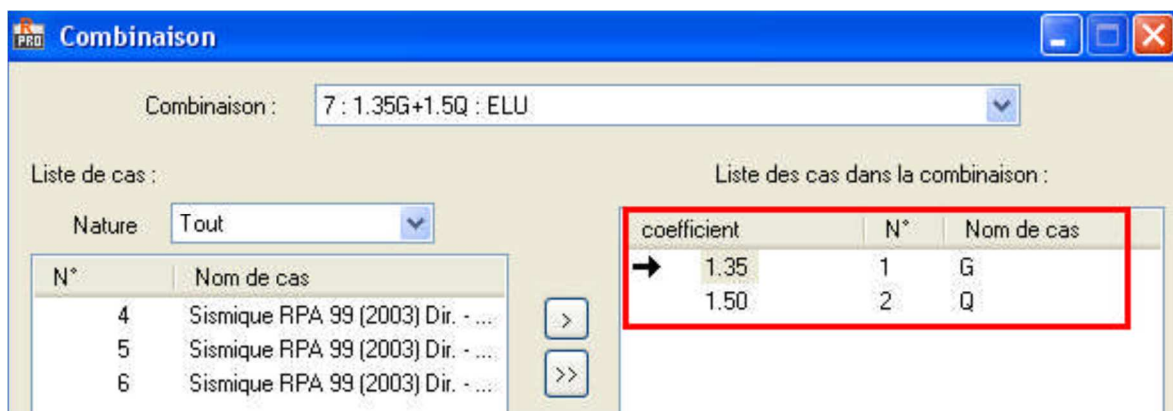 R PRO Combinaison
Combinaison : 7 : 1.35G+1.5Q : ELU
Liste de cas : Liste des cas dans la combinaison :
Nature Tout
coefficient N° Nom de cas
1.35 1 G
1.50 2 Q
N° Nom de cas
4 Sismique RPA 99 (2003) Dir. - ...
5 Sismique RPA 99 (2003) Dir. - ...
6 Sismique RPA 99 (2003) Dir. - ...
>
>>